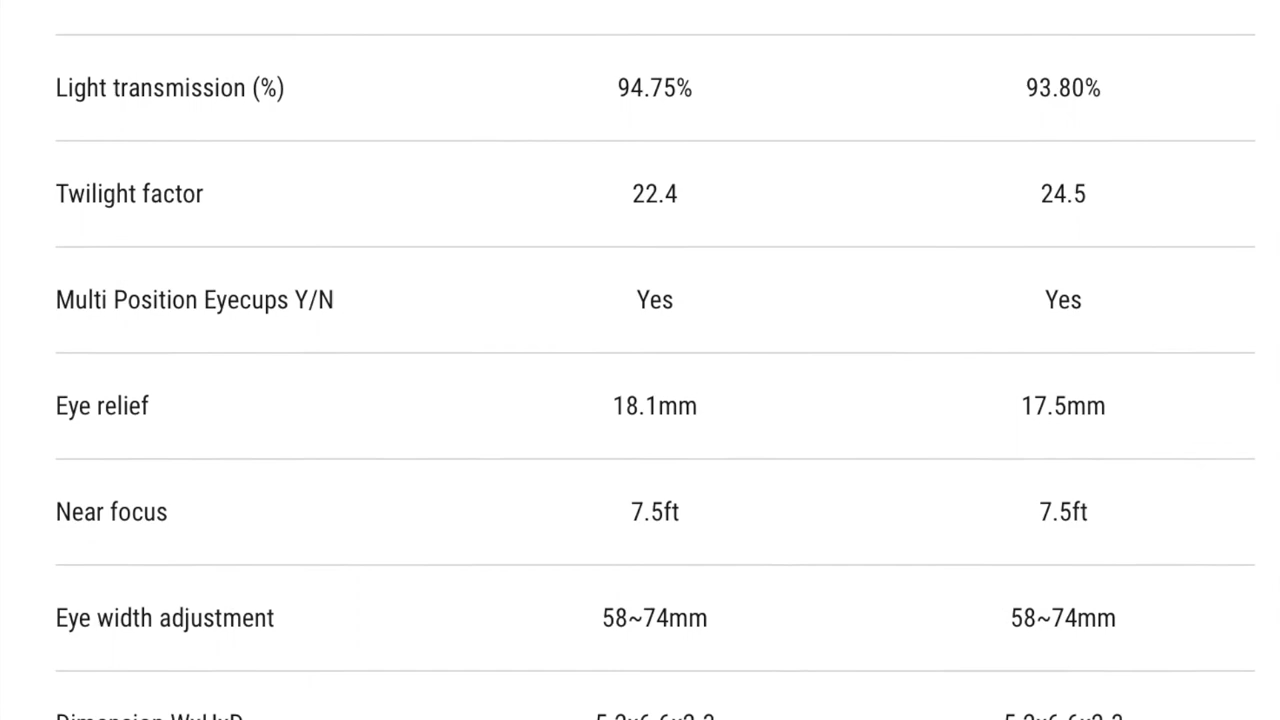 Light transmission (%) 94.75% 93.80%
Twilight factor 22.4 24.5
Multi Position Eyecups Y/N Yes Yes
Eye relief 18.1mm 17.5mm
Near focus 7.5ft 7.5ft
Eye width adjustment 58~74mm 58~74mm